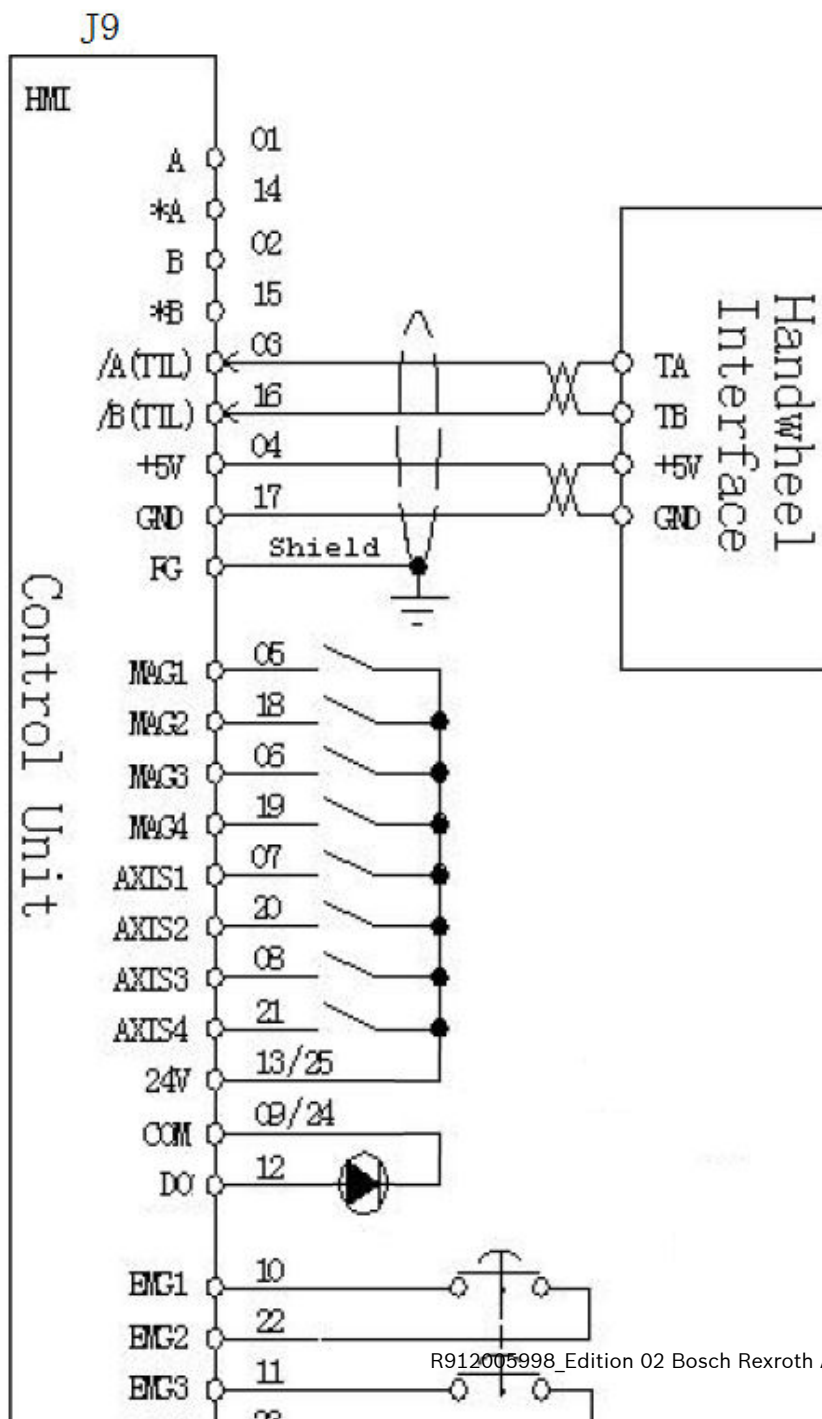 J9
HMI
A 01
*A 14
B 02
*B 15
/A(TTL) 03 TA
/B(TTL) 16 TB
+5V 04 +5V
GND 17 GND
FG Shield
Handwheel
Interface
Control Unit
MAG1 05
MAG2 18
MAG3 06
MAG4 19
AXIS1 07
AXIS2 20
AXIS3 08
AXIS4 21
24V 13/25
COM 09/24
DO 12
EMG1 10
EMG2 22
R912005998_Edition 02 Bosch Rexroth A
EMG3 11